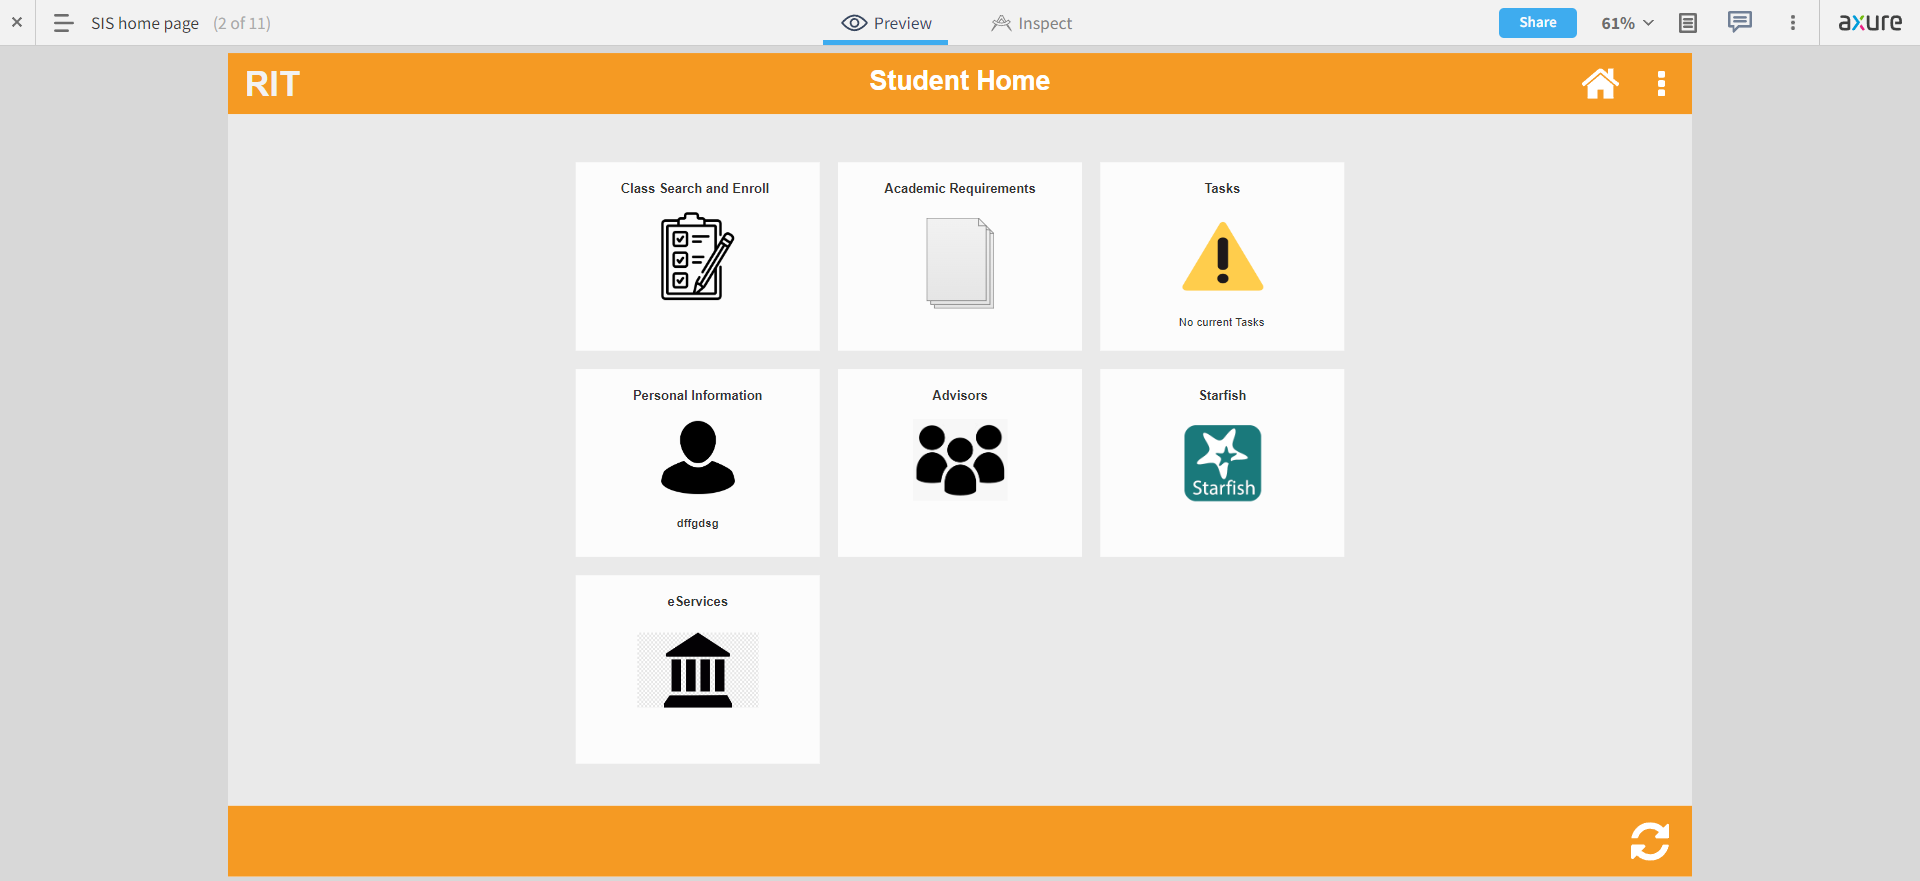 SIS home page (2 of 11)
Preview
Inspect
Share
61%
axure
RIT
Student Home
Class Search and Enroll
Academic Requirements
Tasks
No current Tasks
Personal Information
dffgdsg
Advisors
Starfish
Starfish
eServices